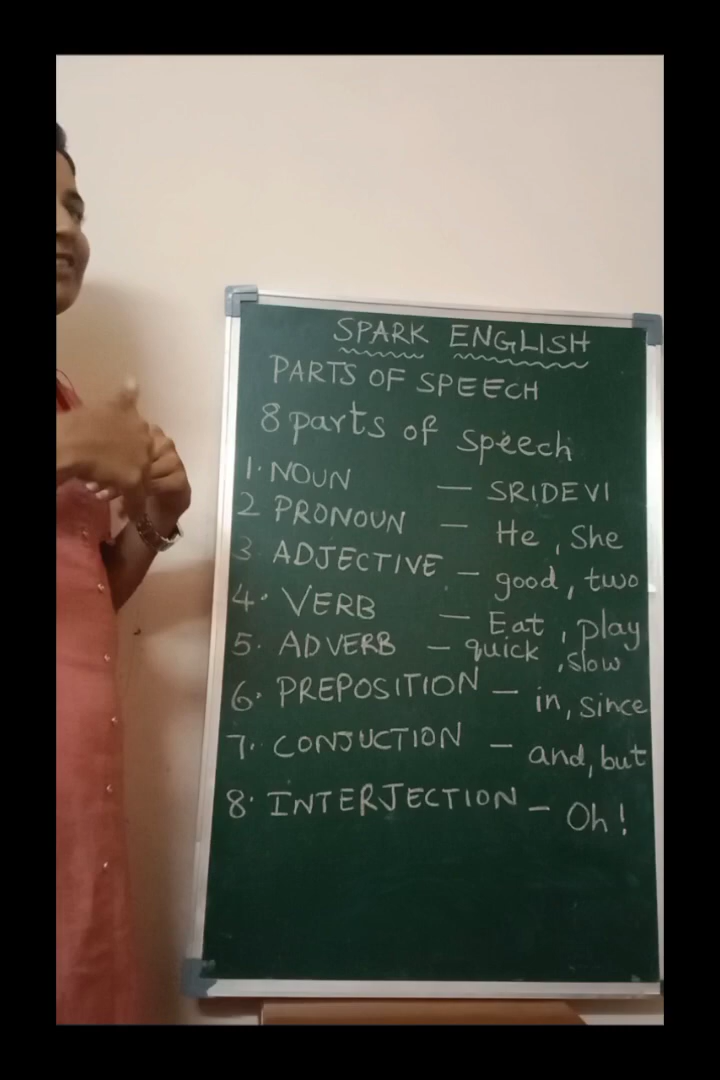 SPARK ENGLISH
PARTS OF SPEECH
8 parts of speech
1. NOUN — SRIDEVI
2 PRONOUN — He, She
3 ADJECTIVE — good, two
4. VERB — Eat, play
5. ADVERB — quick, slow
6. PREPOSITION — in, since
7. CONJUCTION — and, but
8. INTERJECTION — Oh!